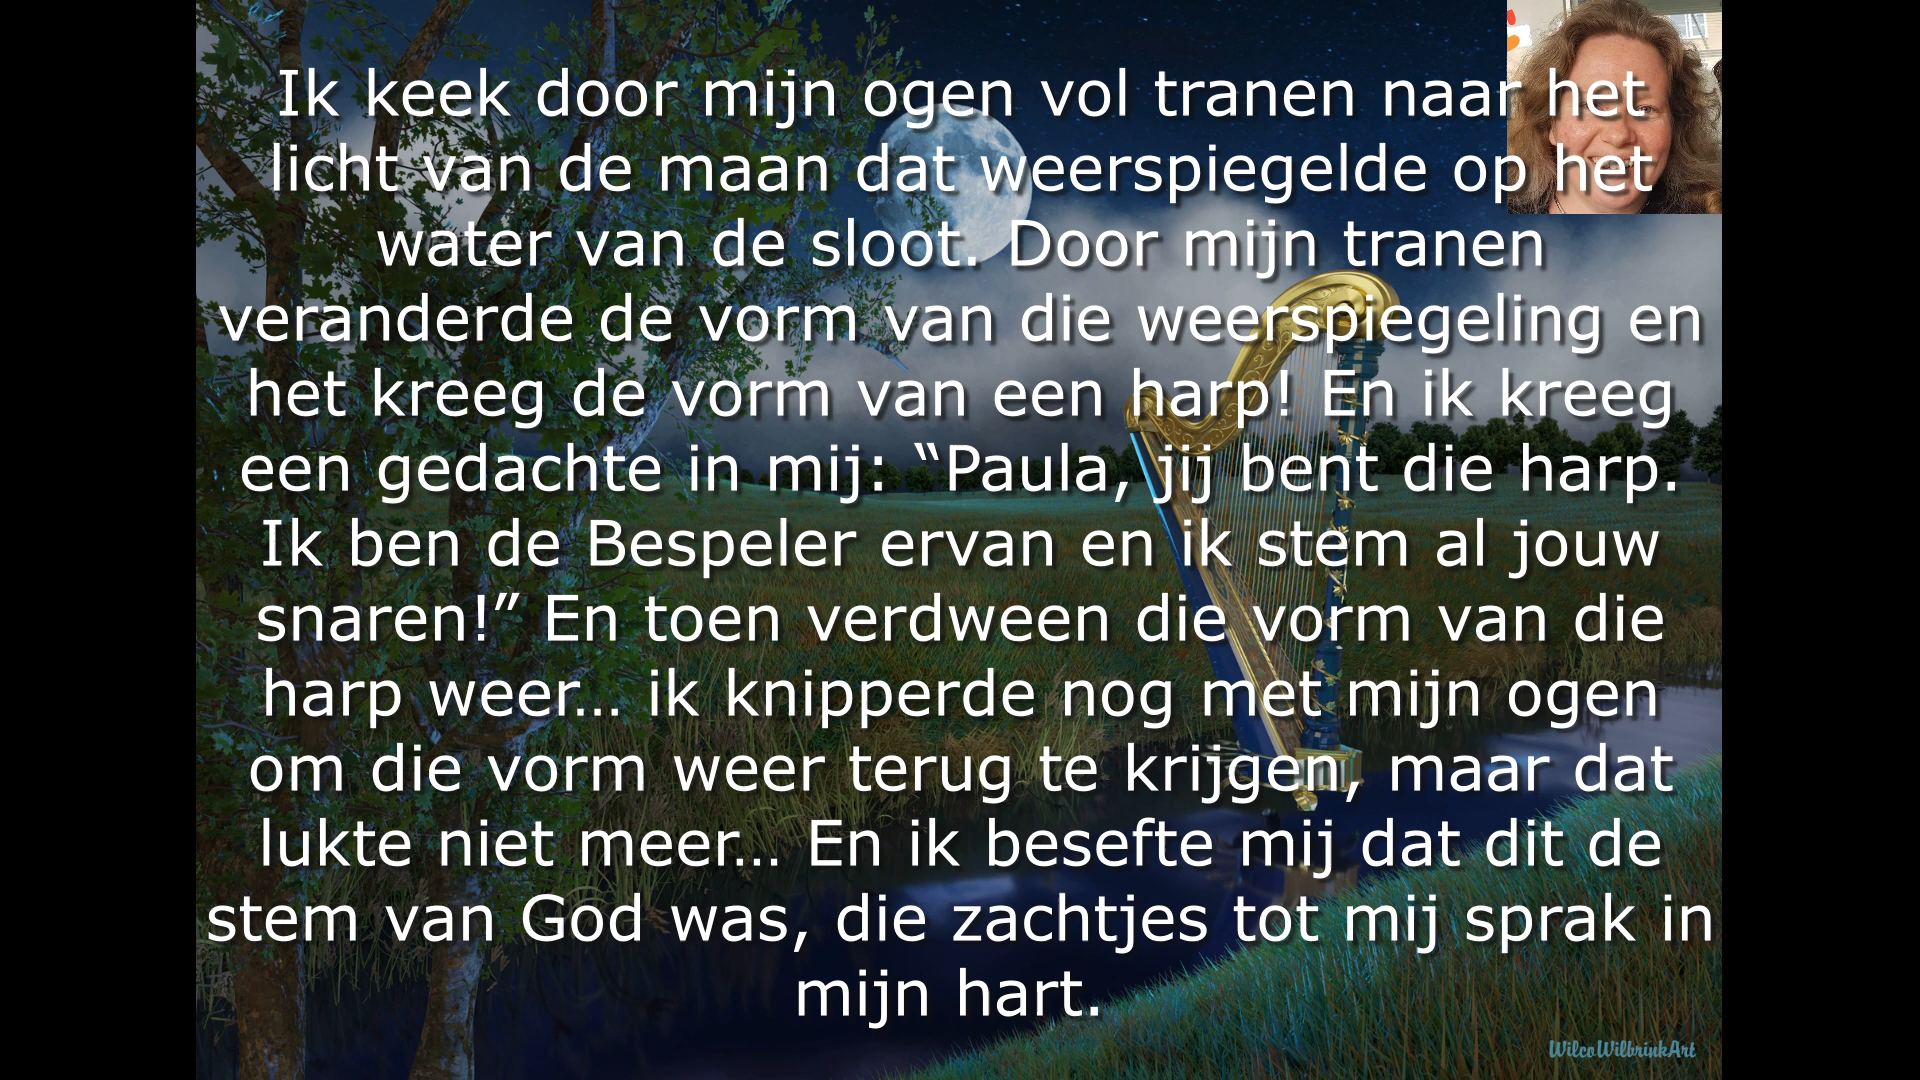 Ik keek door mijn ogen vol tranen naar het
licht van de maan dat weerspiegelde op het
water van de sloot. Door mijn tranen
veranderde de vorm van die weerspiegeling en
het kreeg de vorm van een harp! En ik kreeg
een gedachte in mij: “Paula, jij bent die harp.
Ik ben de Bespeler ervan en ik stem al jouw
snaren!” En toen verdween die vorm van die
harp weer… ik knipperde nog met mijn ogen
om die vorm weer terug te krijgen, maar dat
lukte niet meer… En ik besefte mij dat dit de
stem van God was, die zachtjes tot mij sprak in
mijn hart.
WilcoWilbrinkArt